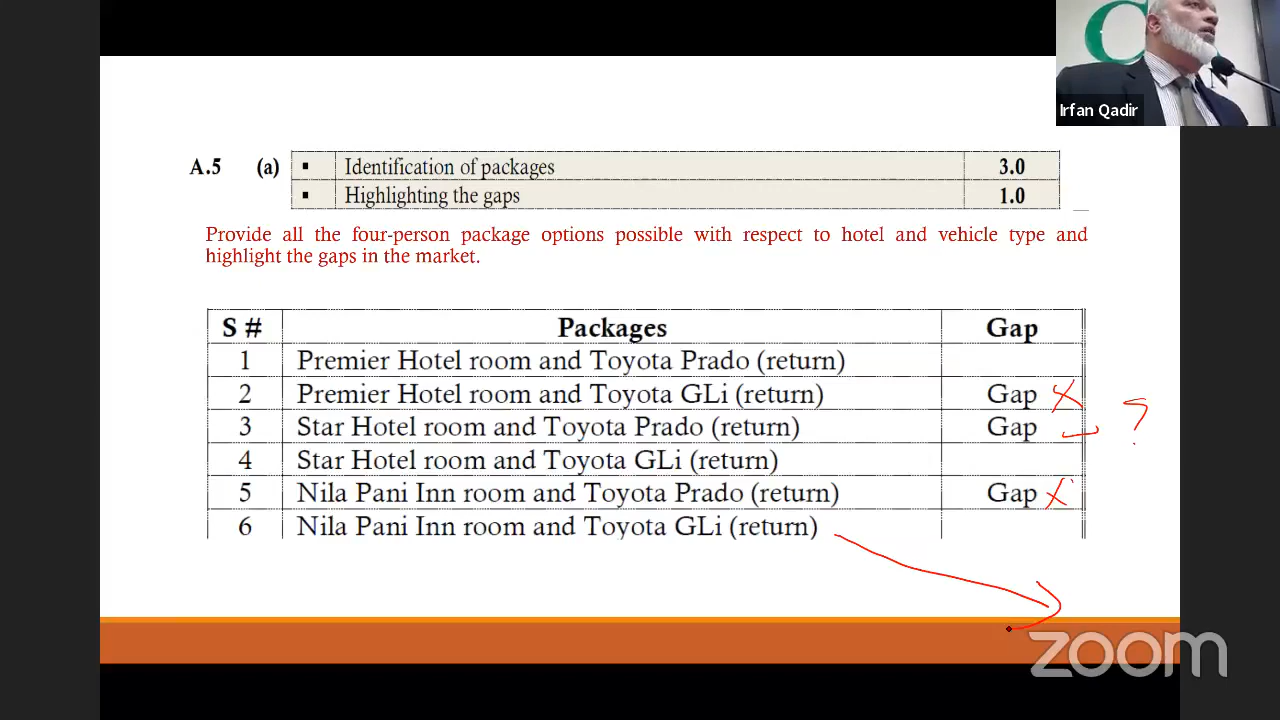 Irfan Qadir
A.5 (a) ▪ Identification of packages 3.0
▪ Highlighting the gaps 1.0
Provide all the four-person package options possible with respect to hotel and vehicle type and
highlight the gaps in the market.
S # Packages Gap
1 Premier Hotel room and Toyota Prado (return)
2 Premier Hotel room and Toyota GLi (return) Gap X
3 Star Hotel room and Toyota Prado (return) Gap ?
4 Star Hotel room and Toyota GLi (return)
5 Nila Pani Inn room and Toyota Prado (return) Gap X
6 Nila Pani Inn room and Toyota GLi (return)
zoom